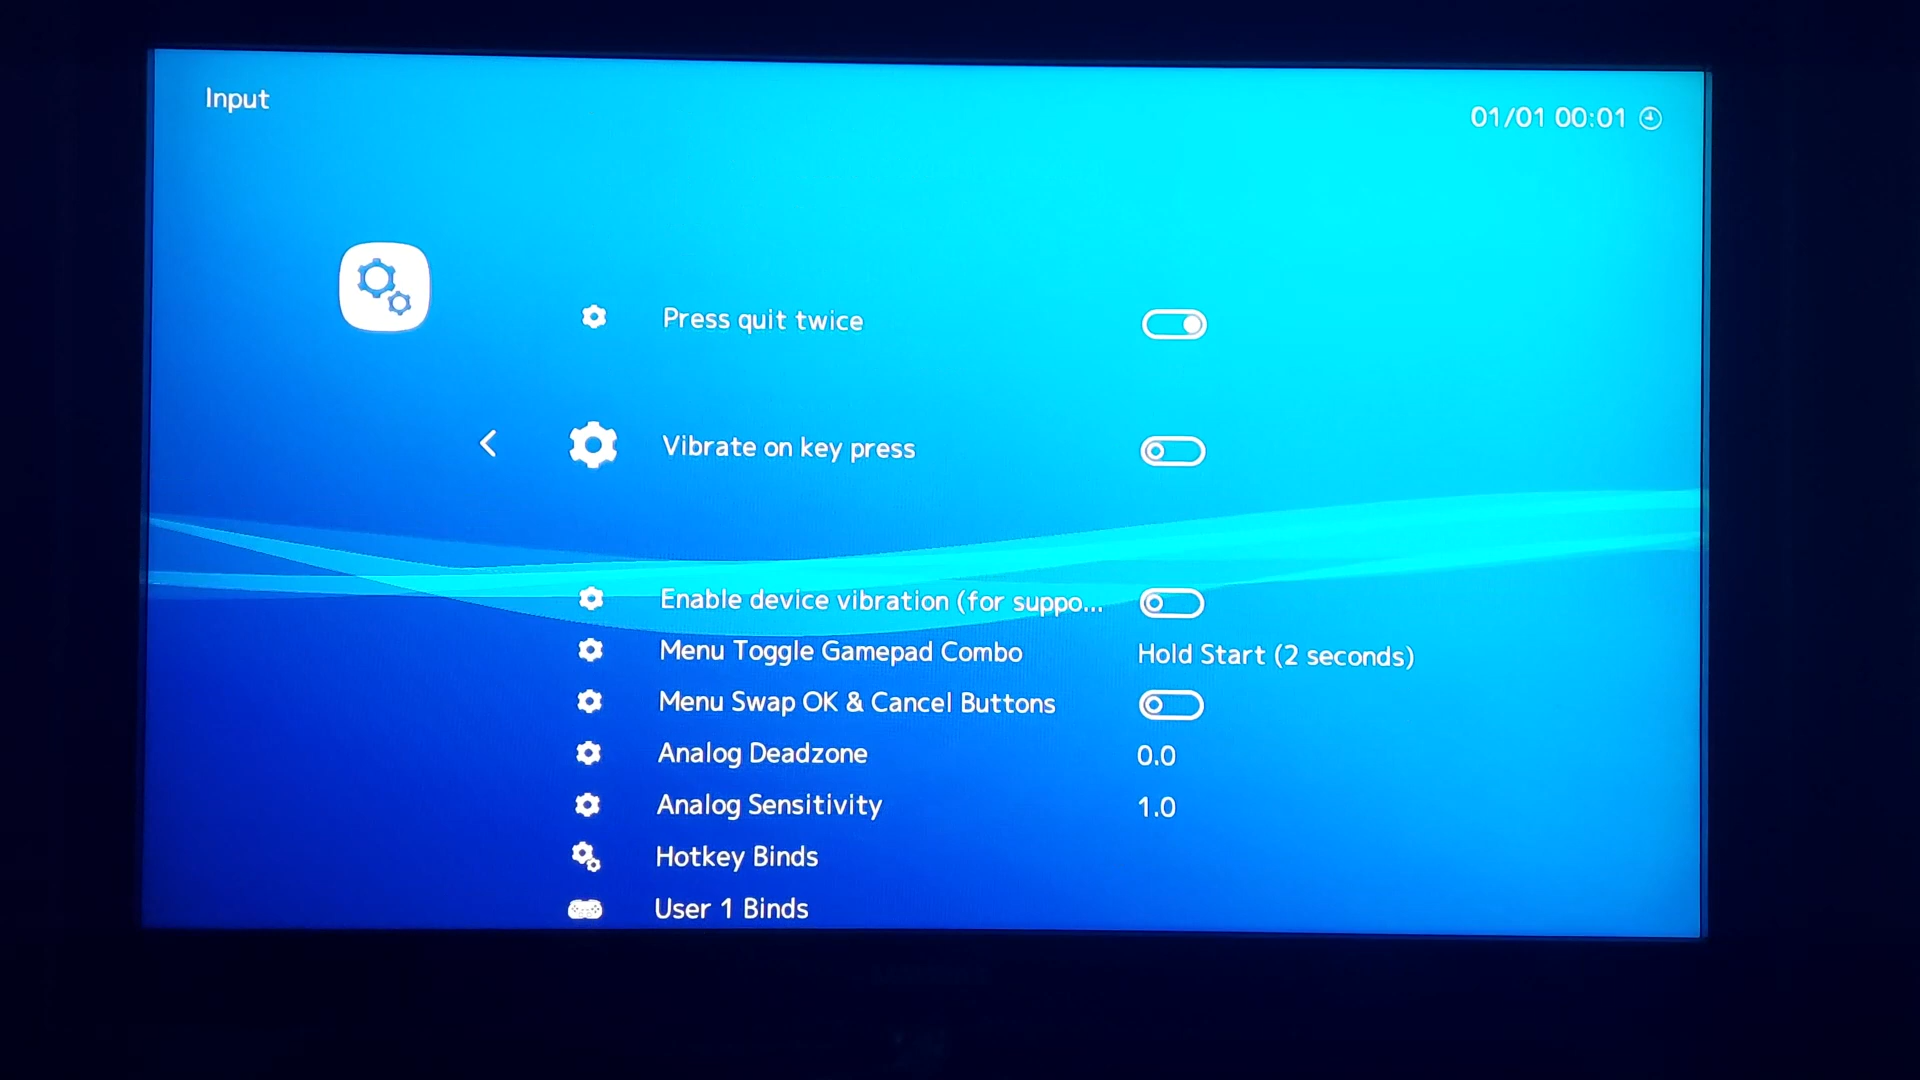 Input
01/01 00:01
Press quit twice
Vibrate on key press
Enable device vibration (for suppo...
Menu Toggle Gamepad Combo Hold Start (2 seconds)
Menu Swap OK & Cancel Buttons
Analog Deadzone 0.0
Analog Sensitivity 1.0
Hotkey Binds
User 1 Binds